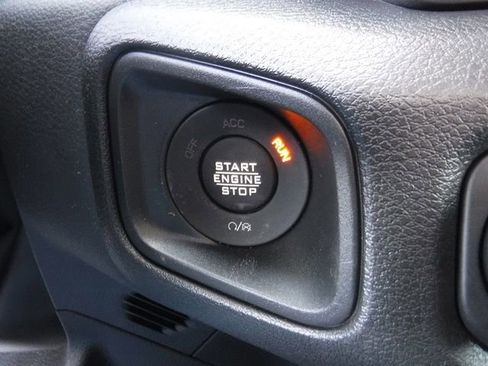 ACC
OFF
RUN
START
ENGINE
STOP